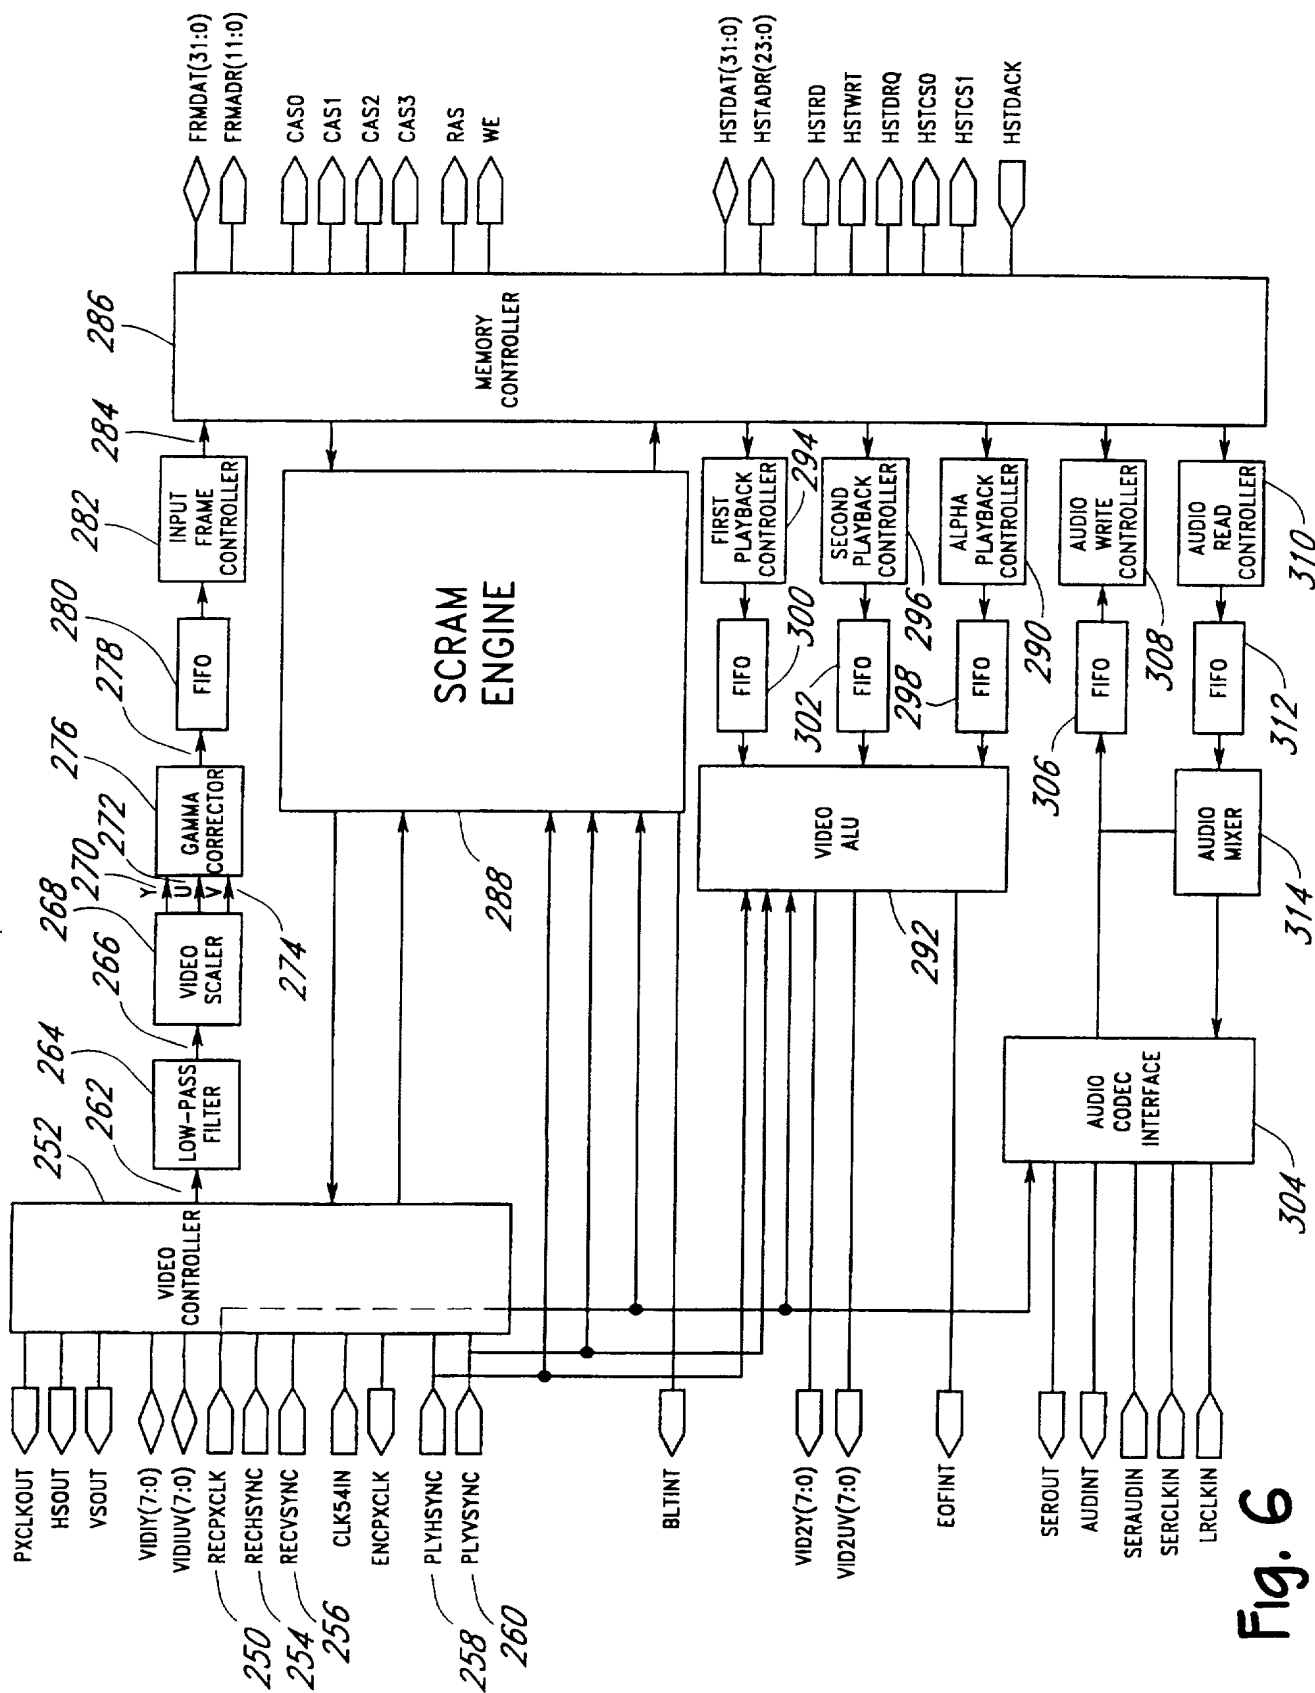 FRMDAT(31:0)
FRMADR(11:0)
CAS0
CAS1
CAS2
CAS3
RAS
WE
HSTDAT(31:0)
HSTADR(23:0)
HSTRD
HSTWRT
HSTDRQ
HSTCS0
HSTCS1
HSTDACK
286
MEMORY
CONTROLLER
284
282
INPUT
FRAME
CONTROLLER
280
FIFO
278
276
GAMMA
CORRECTOR
272
270
Y
U
V
274
268
VIDEO
SCALER
266
264
LOW-PASS
FILTER
262
252
VIDEO
CONTROLLER
SCRAM
ENGINE
288
FIRST
PLAYBACK
CONTROLLER
294
SECOND
PLAYBACK
CONTROLLER
296
ALPHA
PLAYBACK
CONTROLLER
290
AUDIO
WRITE
CONTROLLER
308
AUDIO
READ
CONTROLLER
310
FIFO
300
FIFO
302
FIFO
298
FIFO
306
FIFO
312
VIDEO
ALU
292
AUDIO
MIXER
314
AUDIO
CODEC
INTERFACE
304
PXCLKOUT
HSOUT
VSOUT
VIDIY(7:0)
VIDIUV(7:0)
RECPXCLK
RECHSYNC
RECVSYNC
CLK54IN
ENCPXCLK
PLYHSYNC
PLYVSYNC
250
254
256
258
260
BLTINT
VID2Y(7:0)
VID2UV(7:0)
EOFINT
SEROUT
AUDINT
SERAUDIN
SERCLKIN
LRCLKIN
Fig. 6